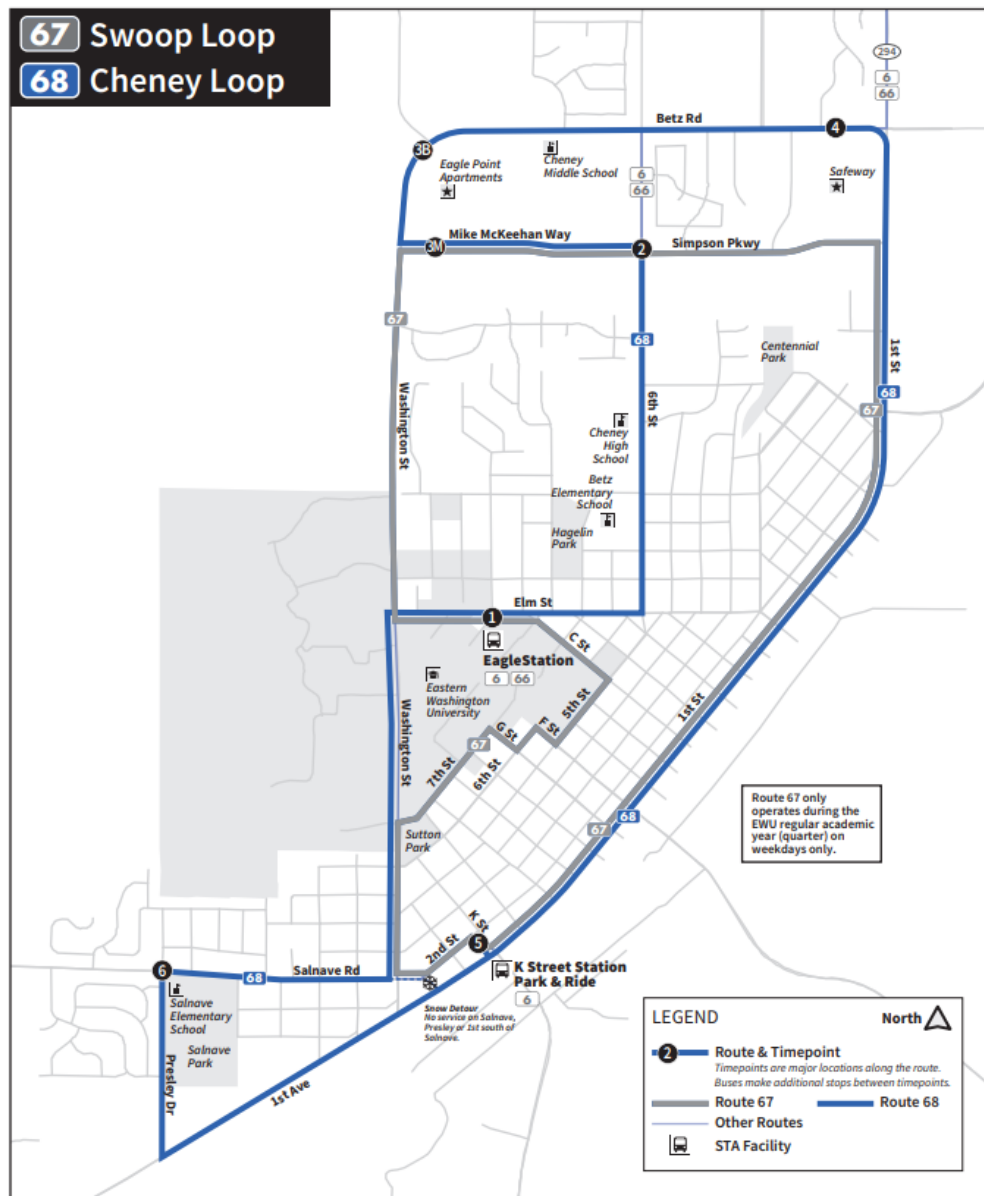 67 Swoop Loop
68 Cheney Loop
294
6
66
Betz Rd
4
3B
Cheney
Middle School
Eagle Point
Apartments
6
66
Safeway
Mike McKeehan Way
3M
2
Simpson Pkwy
67
68
Centennial
Park
1st St
68
67
Washington St
6th St
Cheney
High
School
Betz
Elementary
School
Hagelin
Park
Elm St
1
C St
EagleStation
6 66
Eastern
Washington
University
5th St
F St
G St
67
Washington St
7th St
6th St
1st St
Route 67 only
operates during the
EWU regular academic
year (quarter) on
weekdays only.
68
67
Sutton
Park
K St
5
2nd St
K Street Station
Park & Ride
6
6
68
Salnave Rd
Salnave
Elementary
School
Salnave
Park
Snow Detour
No service on Salnave,
Presley or 1st south of
Salnave.
Presley Dr
1st Ave
LEGEND
North
2
Route & Timepoint
Timepoints are major locations along the route.
Buses make additional stops between timepoints.
Route 67
Route 68
Other Routes
STA Facility